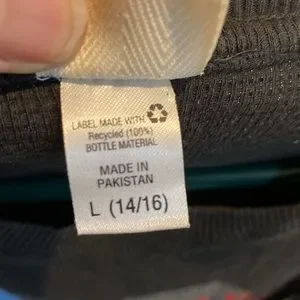 LABEL MADE WITH
Recycled (100%)
BOTTLE MATERIAL
MADE IN
PAKISTAN
L (14/16)